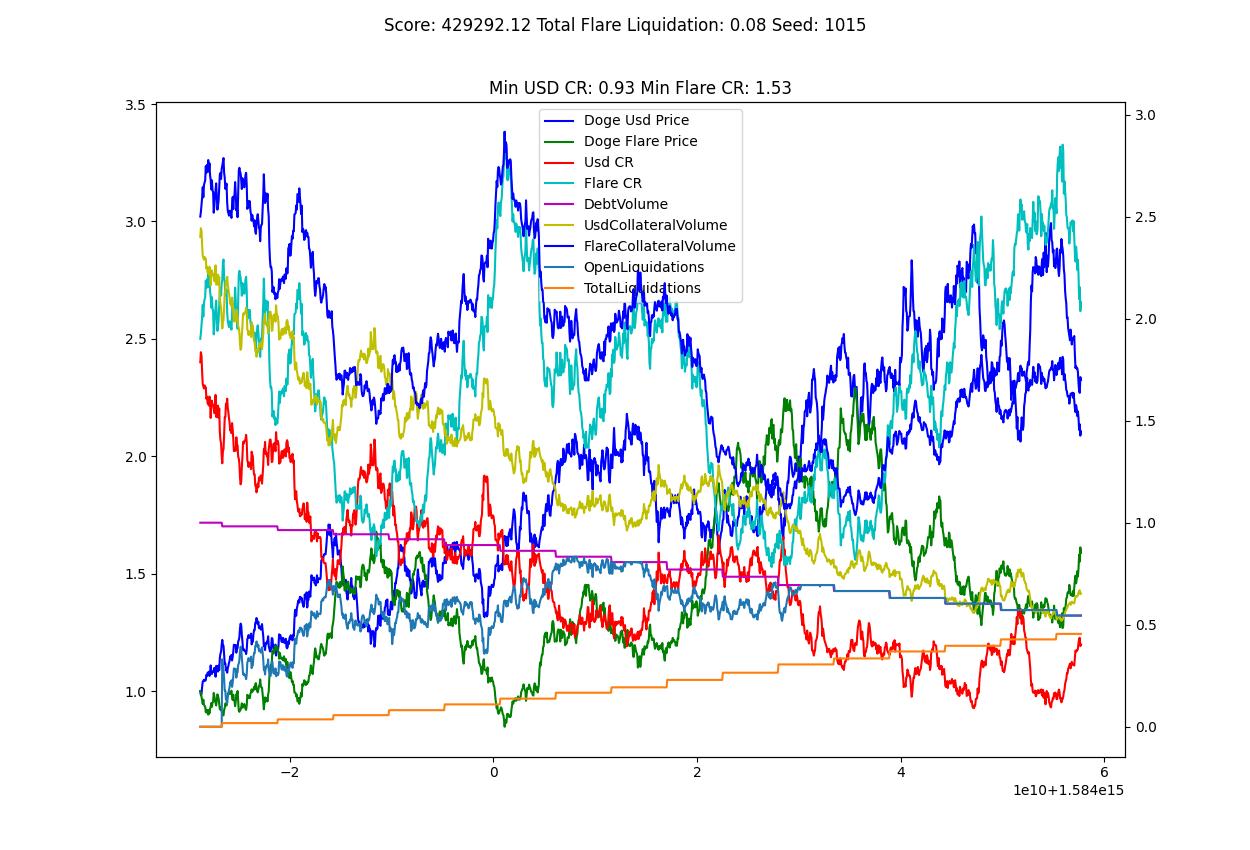 Score: 429292.12 Total Flare Liquidation: 0.08 Seed: 1015
Min USD CR: 0.93 Min Flare CR: 1.53
3.5
3.0
2.5
2.0
1.5
1.0
Doge Usd Price
Doge Flare Price
Usd CR
Flare CR
DebtVolume
UsdCollateralVolume
FlareCollateralVolume
OpenLiquidations
TotalLiquidations
3.0
2.5
2.0
1.5
1.0
0.5
0.0
−2 0 2 4 6
1e10+1.584e15